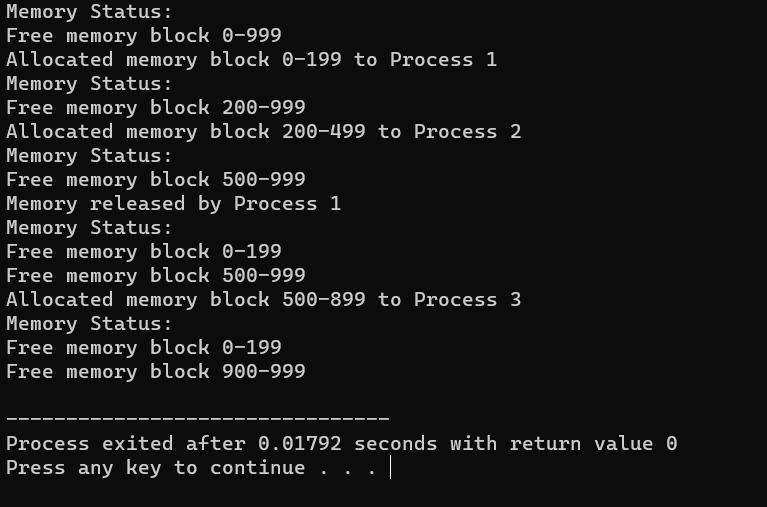 Memory Status:
Free memory block 0-999
Allocated memory block 0-199 to Process 1
Memory Status:
Free memory block 200-999
Allocated memory block 200-499 to Process 2
Memory Status:
Free memory block 500-999
Memory released by Process 1
Memory Status:
Free memory block 0-199
Free memory block 500-999
Allocated memory block 500-899 to Process 3
Memory Status:
Free memory block 0-199
Free memory block 900-999
--------------------------------
Process exited after 0.01792 seconds with return value 0
Press any key to continue . . .